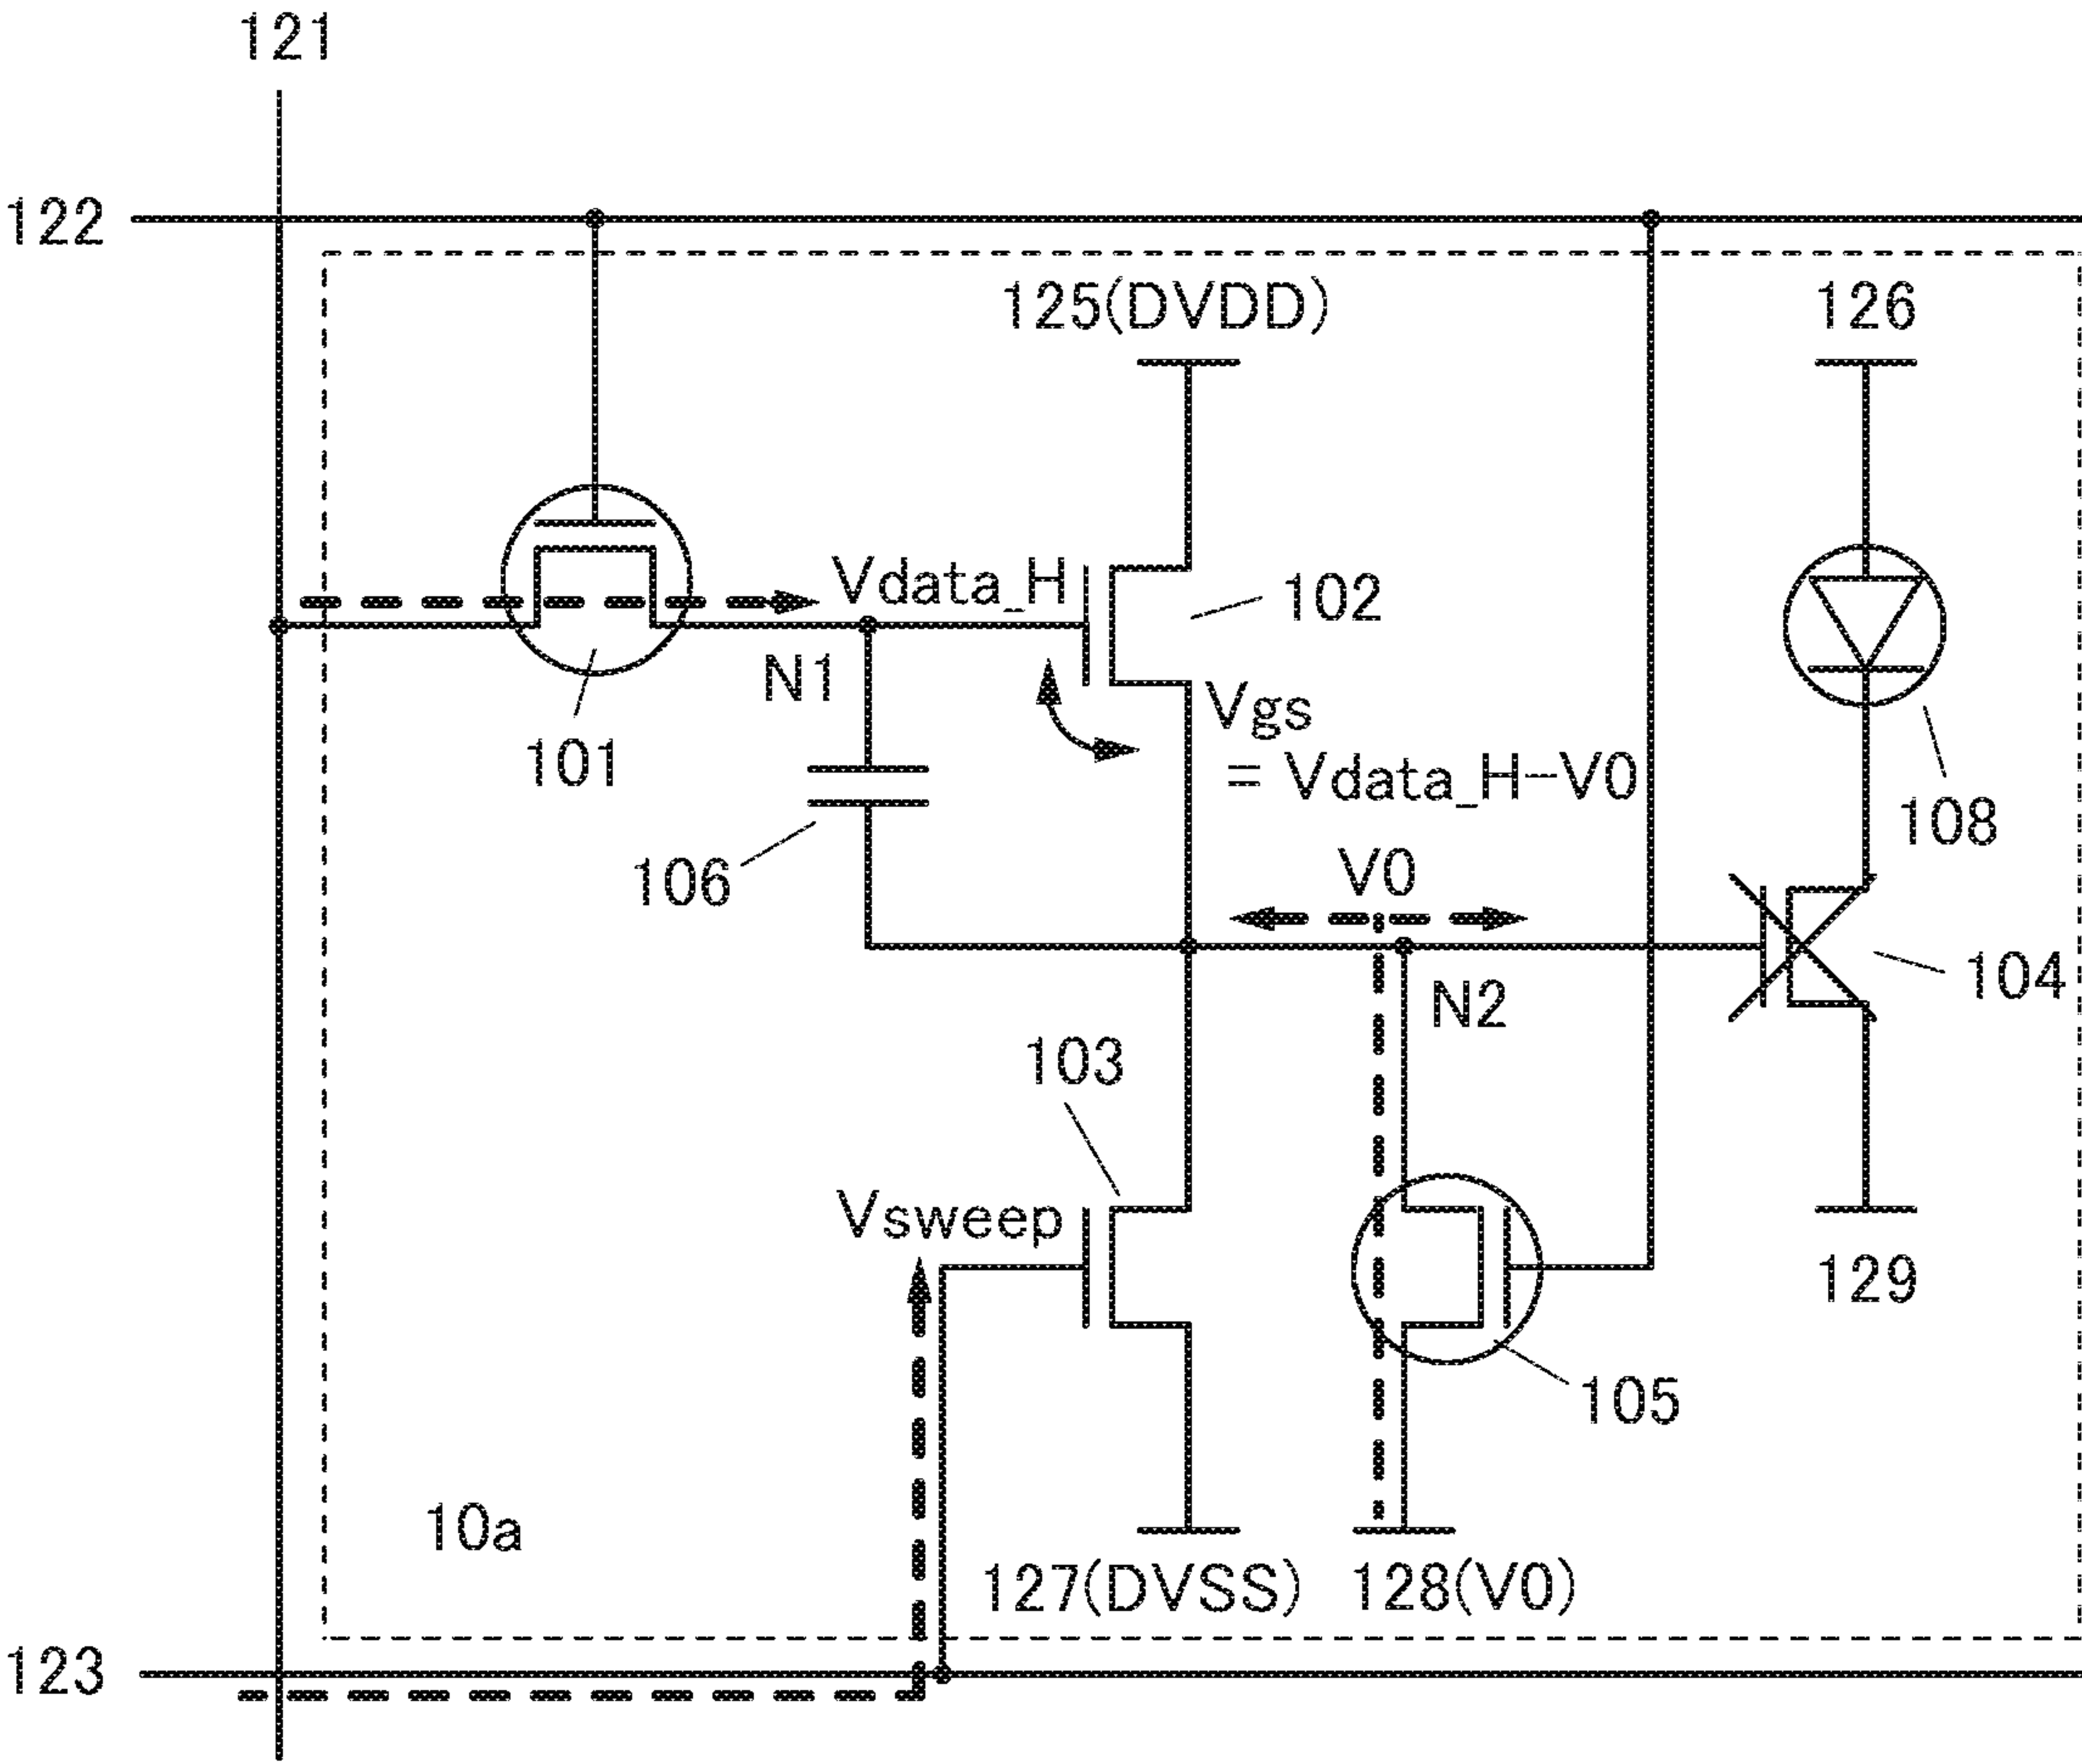 121
122
125(DVDD)
126
Vdata_H
102
N1
Vgs
101
= Vdata_H-V0
108
106
V0
104
N2
103
Vsweep
129
105
10a
127(DVSS)
128(V0)
123